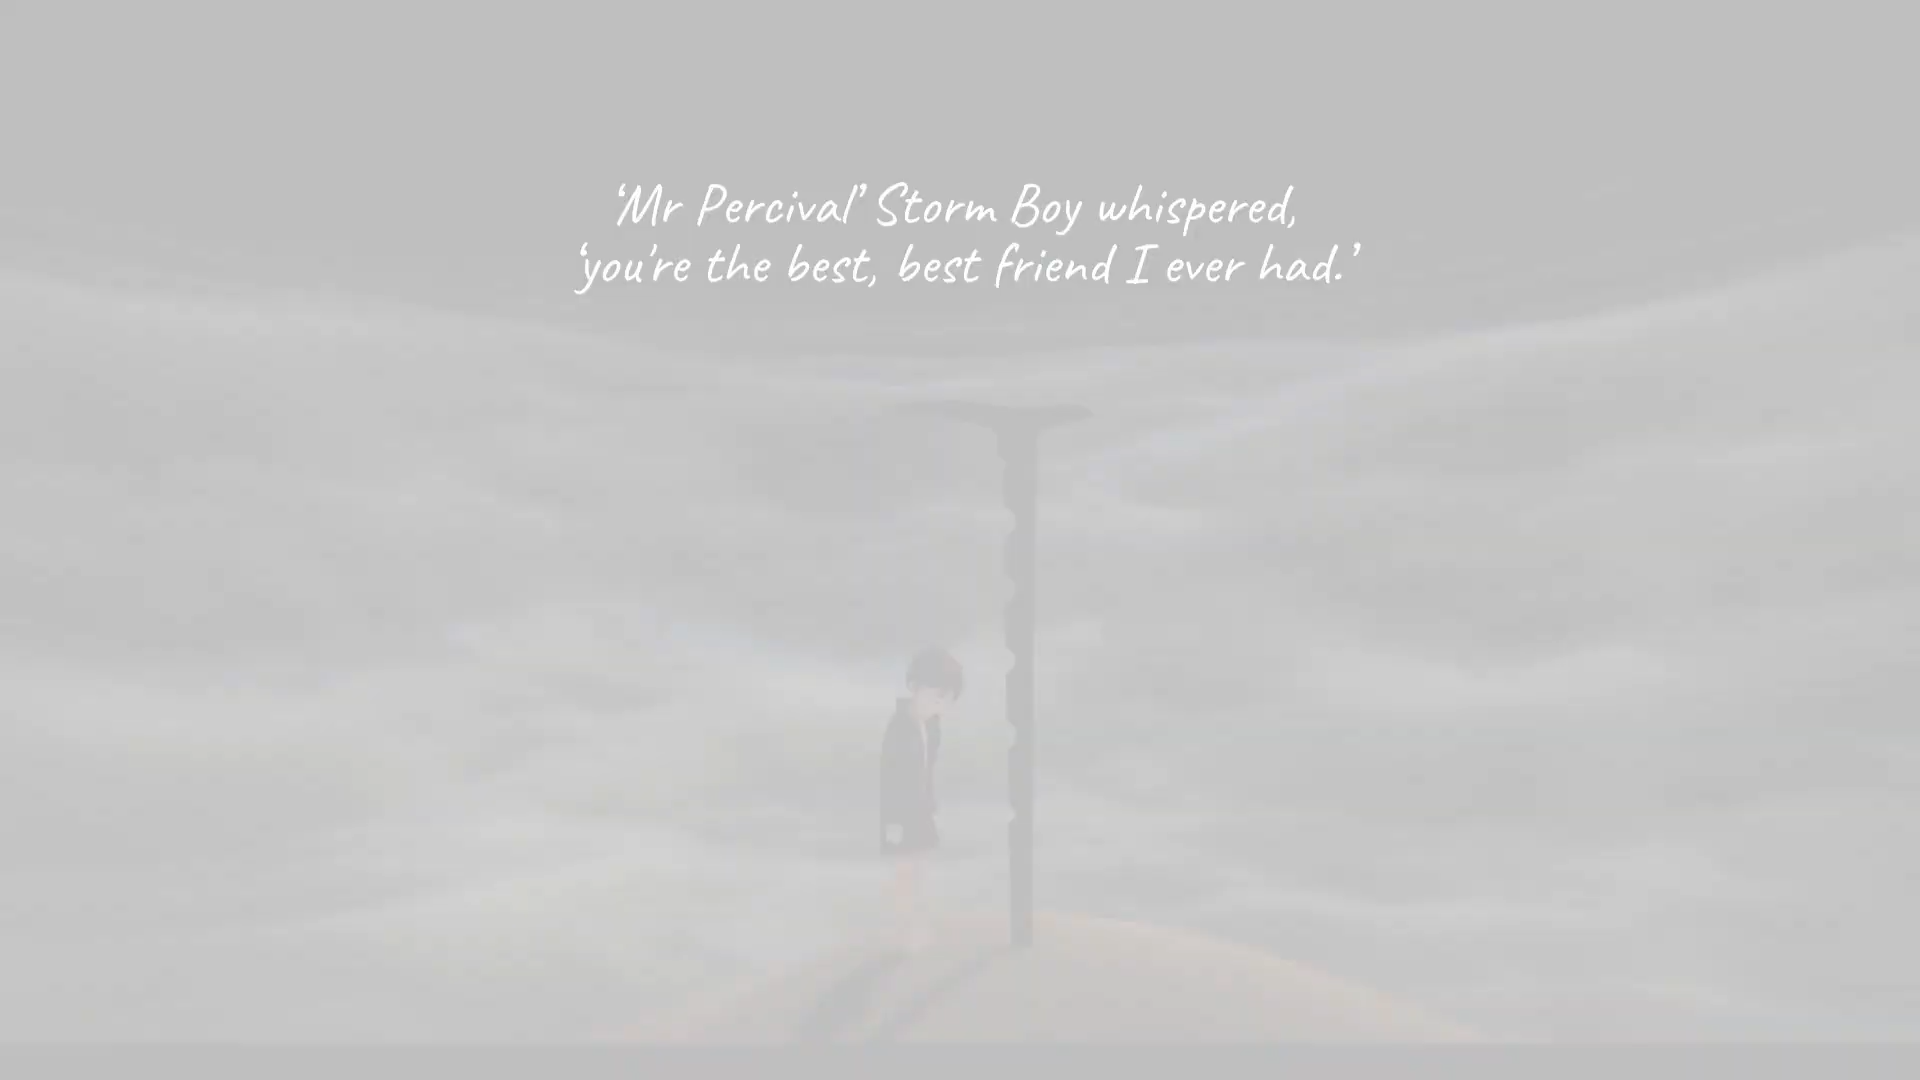 ‘Mr Percival’ Storm Boy whispered,
‘you're the best, best friend I ever had.’